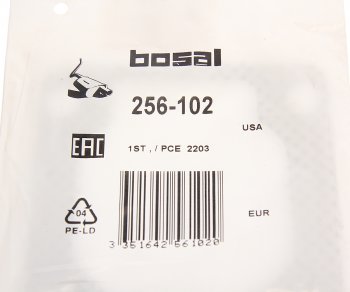 bosal
256-102
USA
EAC
1ST , / PCE 2203
04
PE-LD
EUR
3 351642 561020